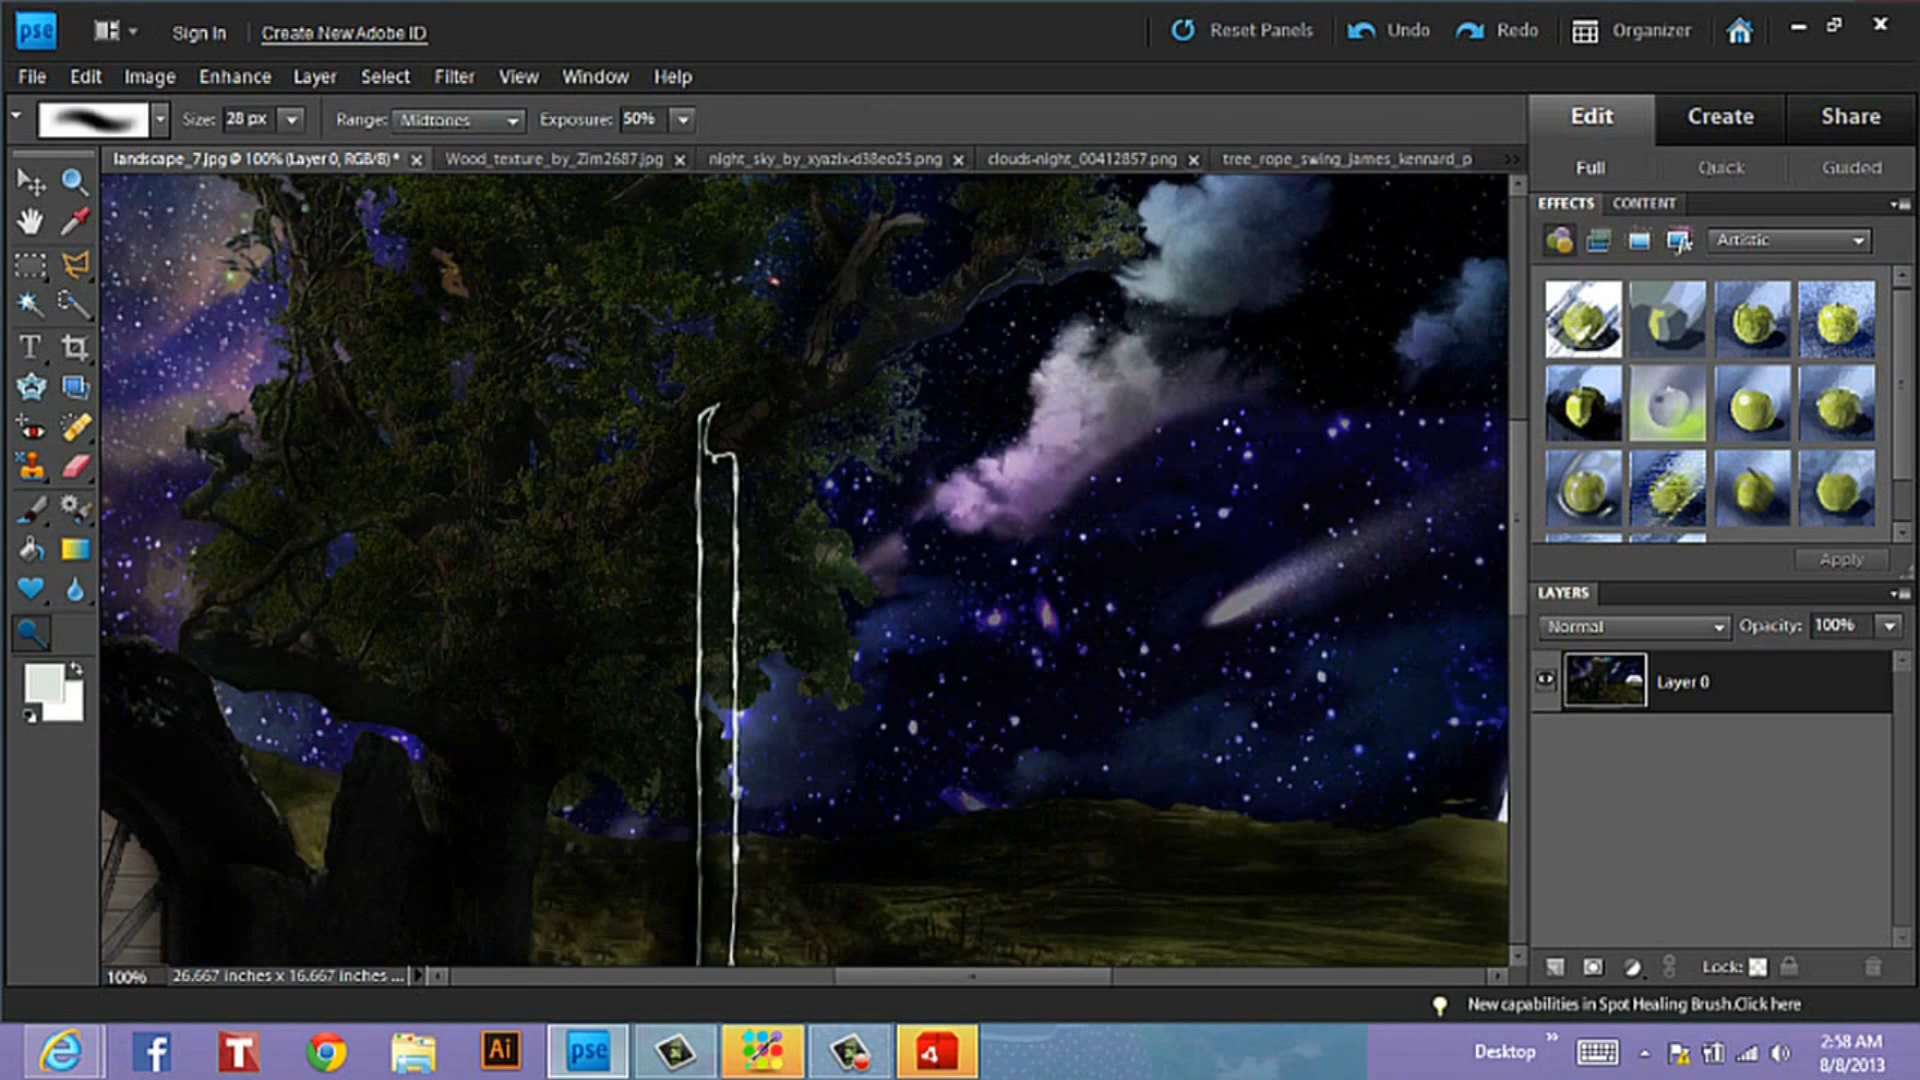 pse Sign In Create New Adobe ID Reset Panels Undo Redo Organizer
File Edit Image Enhance Layer Select Filter View Window Help
Size: 28 px Range: Midtones Exposure: 50%
Edit Create Share
landscape_7.jpg @ 100% (Layer 0, RGB/8) * Wood_texture_by_Zim2687.jpg night_sky_by_xyazix-d38eo25.png clouds-night_00412857.png tree_rope_swing_james_kennard_p
Full Quick Guided
EFFECTS CONTENT
Artistic
T
Apply
LAYERS
Normal Opacity: 100%
Layer 0
100% 26.667 inches x 16.667 inches ...
Lock:
New capabilities in Spot Healing Brush.Click here
Ai pse
Desktop
2:58 AM
8/8/2013